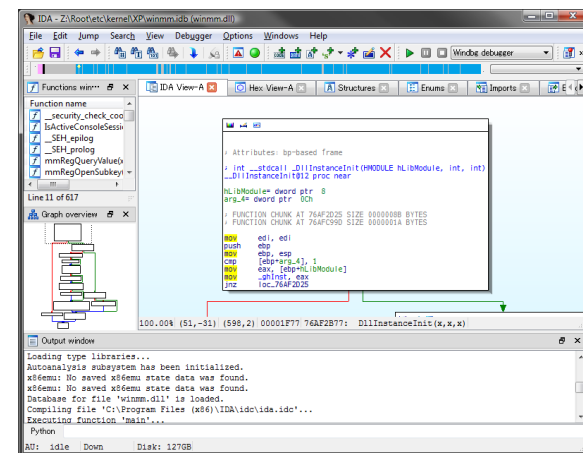 IDA - Z:\Root\etc\kernel\XP\winmm.idb (winmm.dll)
File Edit Jump Search View Debugger Options Windows Help
Windbg debugger
Functions win···
IDA View-A
Hex View-A
Structures
Enums
Imports
E
Function name
__security_check_coo
IsActiveConsoleSessi
__SEH_epilog
__SEH_prolog
mmRegQueryValue(x
mmRegOpenSubkey(
Line 11 of 617
Graph overview
; Attributes: bp-based frame
; int __stdcall _DllInstanceInit(HMODULE hLibModule, int, int)
__DllInstanceInit@12 proc near
hLibModule= dword ptr  8
arg_4= dword ptr  0Ch
; FUNCTION CHUNK AT 76AF2D25 SIZE 0000008B BYTES
; FUNCTION CHUNK AT 76AFC99D SIZE 0000001A BYTES
mov edi, edi
push ebp
mov ebp, esp
cmp [ebp+arg_4], 1
mov eax, [ebp+hLibModule]
mov _ghInst, eax
jnz loc_76AF2D25
100.00% (51,-31) (598,2) 00001F77 76AF2B77: DllInstanceInit(x,x,x)
Output window
Loading type libraries...
Autoanalysis subsystem has been initialized.
x86emu: No saved x86emu state data was found.
x86emu: No saved x86emu state data was found.
Database for file 'winmm.dll' is loaded.
Compiling file 'C:\Program Files (x86)\IDA\idc\ida.idc'...
Executing function 'main'...
Python
AU: idle Down Disk: 127GB